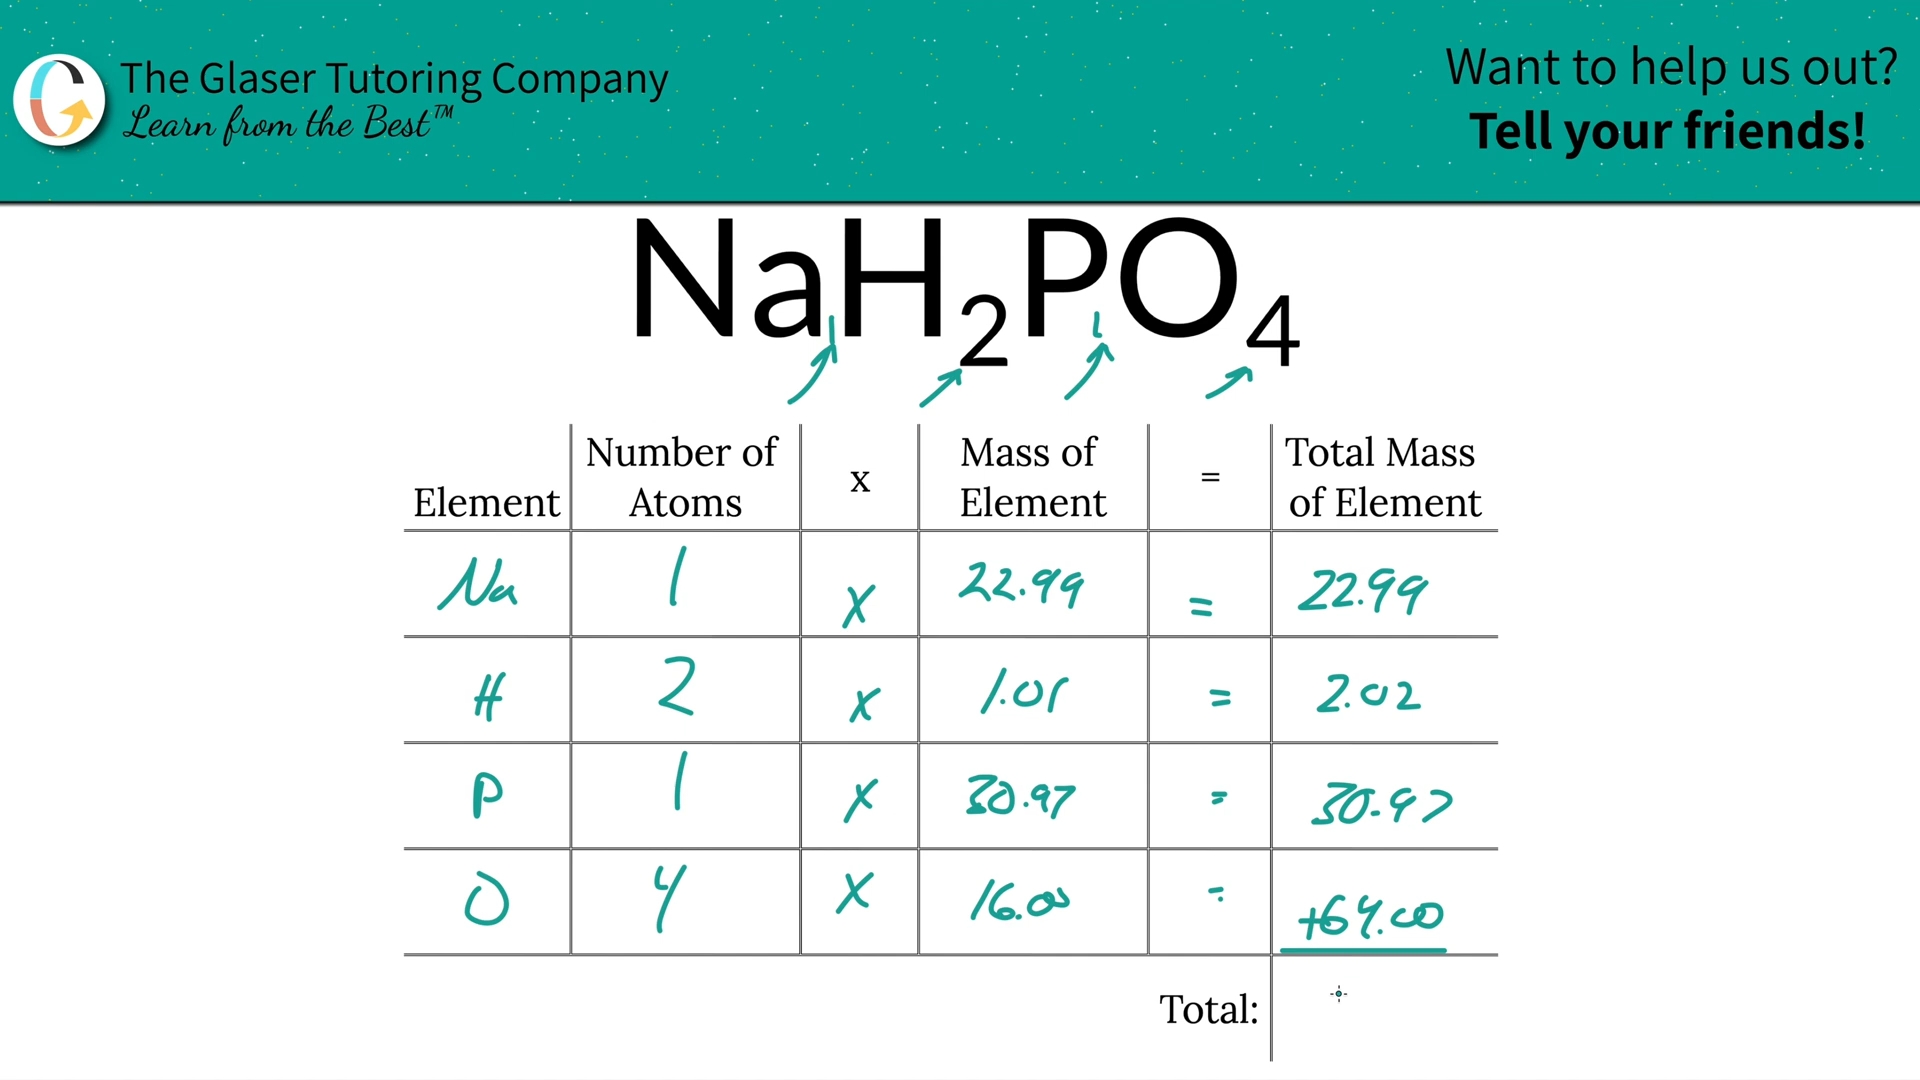 The Glaser Tutoring Company
Learn from the Best™
Want to help us out?
Tell your friends!
NaH₂PO₄
1 1
Element Number of Atoms x Mass of Element = Total Mass of Element
Na 1 x 22.99 = 22.99
H 2 x 1.01 = 2.02
P 1 x 30.97 = 30.97
O 4 x 16.00 = +64.00
Total: